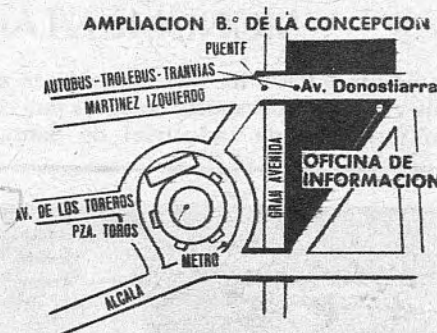 AMPLIACION B.º DE LA CONCEPCION
PUENTE
AUTOBUS-TROLEBUS-TRANVIAS
Av. Donostiarra
MARTINEZ IZQUIERDO
GRAN AVENIDA
OFICINA DE
INFORMACION
AV. DE LOS TOREROS
PZA. TOROS
METRO
ALCALA